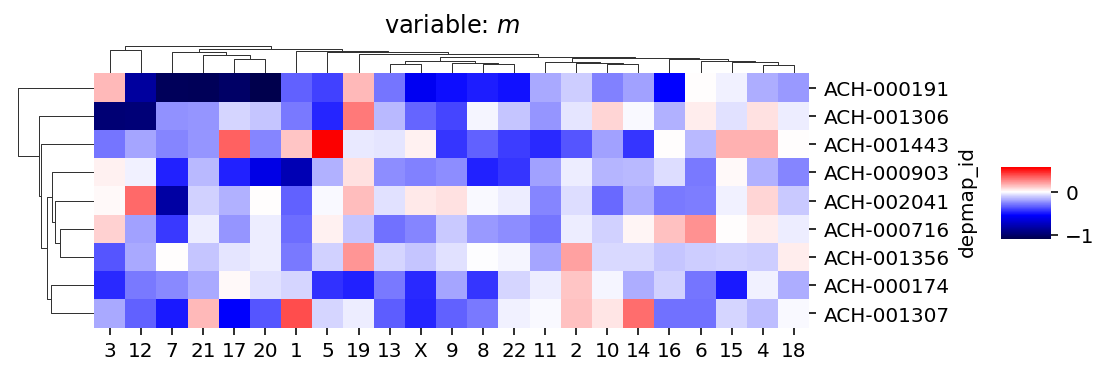 variable: m
ACH-000191
ACH-001306
ACH-001443
ACH-000903
ACH-002041
ACH-000716
ACH-001356
ACH-000174
ACH-001307
depmap_id
0
−1
3 12 7 21 17 20 1 5 19 13 X 9 8 22 11 2 10 14 16 6 15 4 18